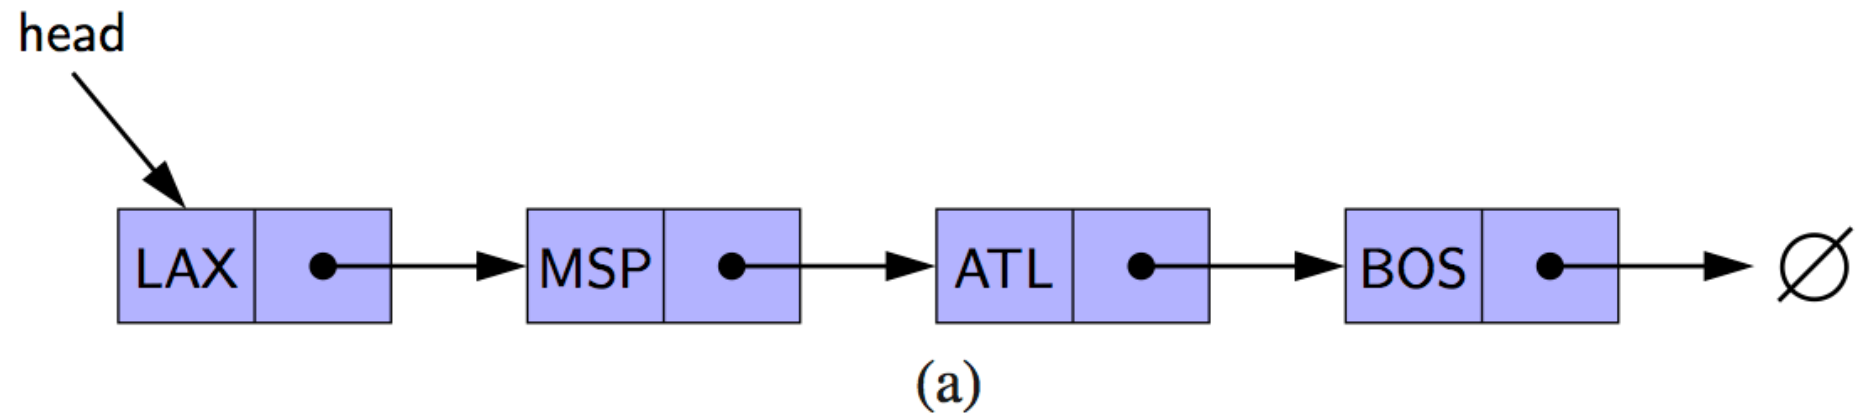 head
LAX MSP ATL BOS ∅
(a)